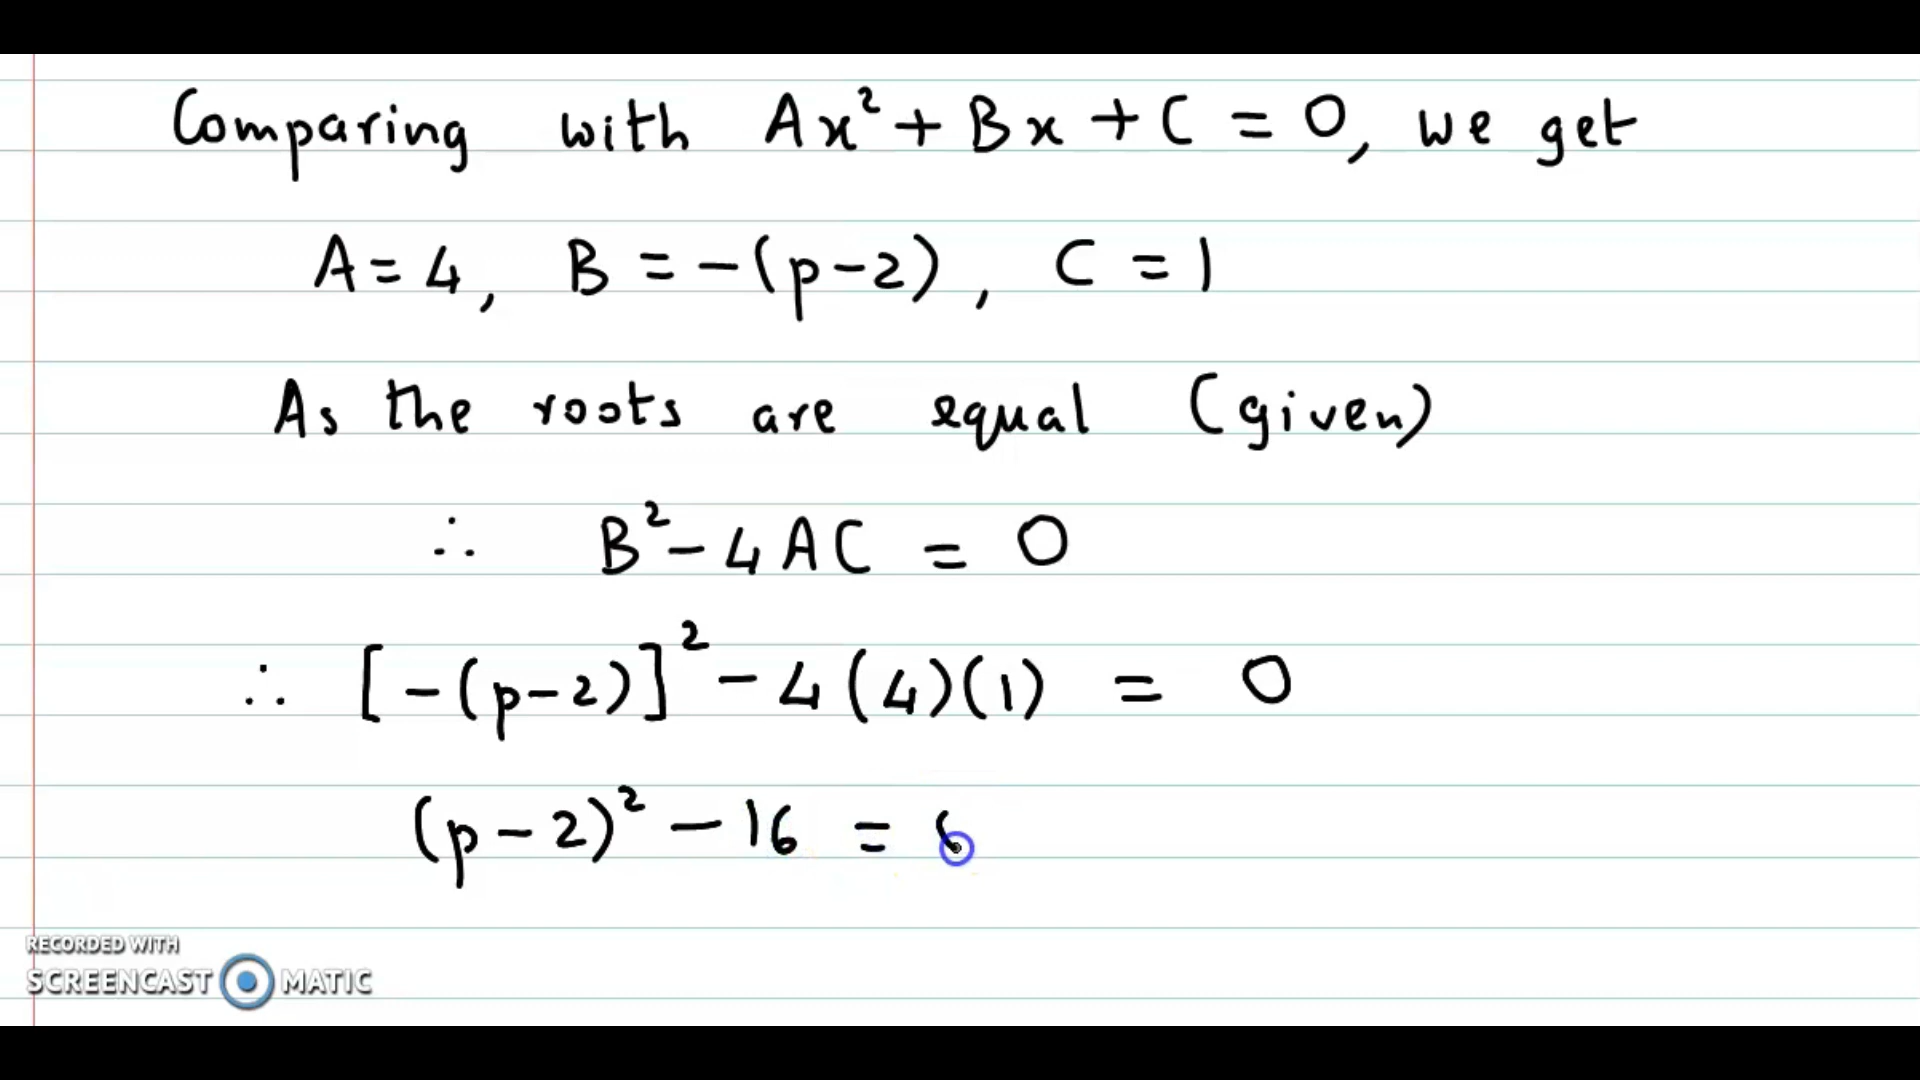 Comparing with Ax² + Bx + C = 0, we get
A = 4, B = -(p-2), C = 1
As the roots are equal (given)
∴ B² - 4AC = 0
∴ [-(p-2)]² - 4(4)(1) = 0
(p-2)² - 16 =
RECORDED WITH
SCREENCAST MATIC